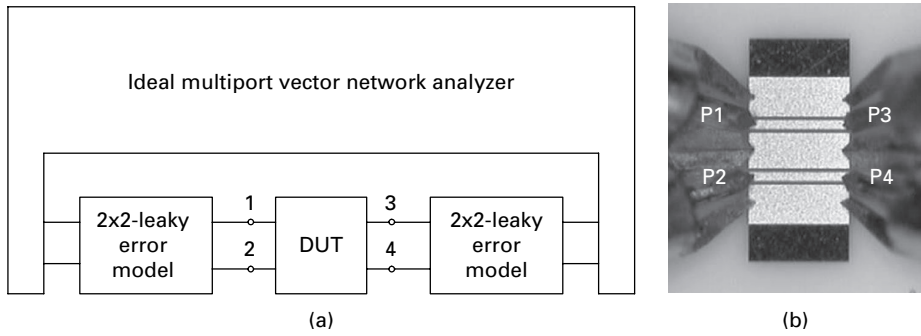 Ideal multiport vector network analyzer
1
3
2x2-leaky
error
model
DUT
2x2-leaky
error
model
2
4
(a)
P1
P3
P2
P4
(b)